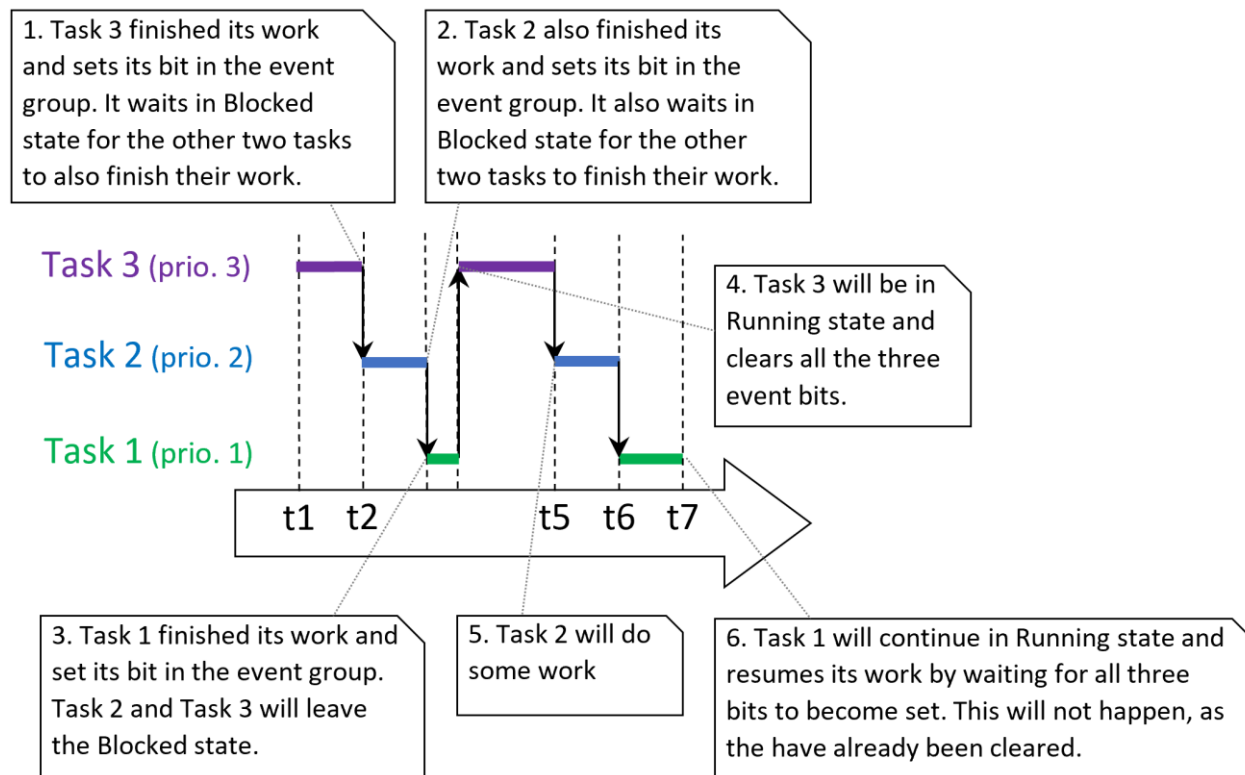 1. Task 3 finished its work
and sets its bit in the event
group. It waits in Blocked
state for the other two tasks
to also finish their work.
2. Task 2 also finished its
work and sets its bit in the
event group. It also waits in
Blocked state for the other
two tasks to finish their work.
Task 3 (prio. 3)
4. Task 3 will be in
Running state and
clears all the three
event bits.
Task 2 (prio. 2)
Task 1 (prio. 1)
t1 t2 t5 t6 t7
3. Task 1 finished its work and
set its bit in the event group.
Task 2 and Task 3 will leave
the Blocked state.
5. Task 2 will do
some work
6. Task 1 will continue in Running state and
resumes its work by waiting for all three
bits to become set. This will not happen, as
the have already been cleared.